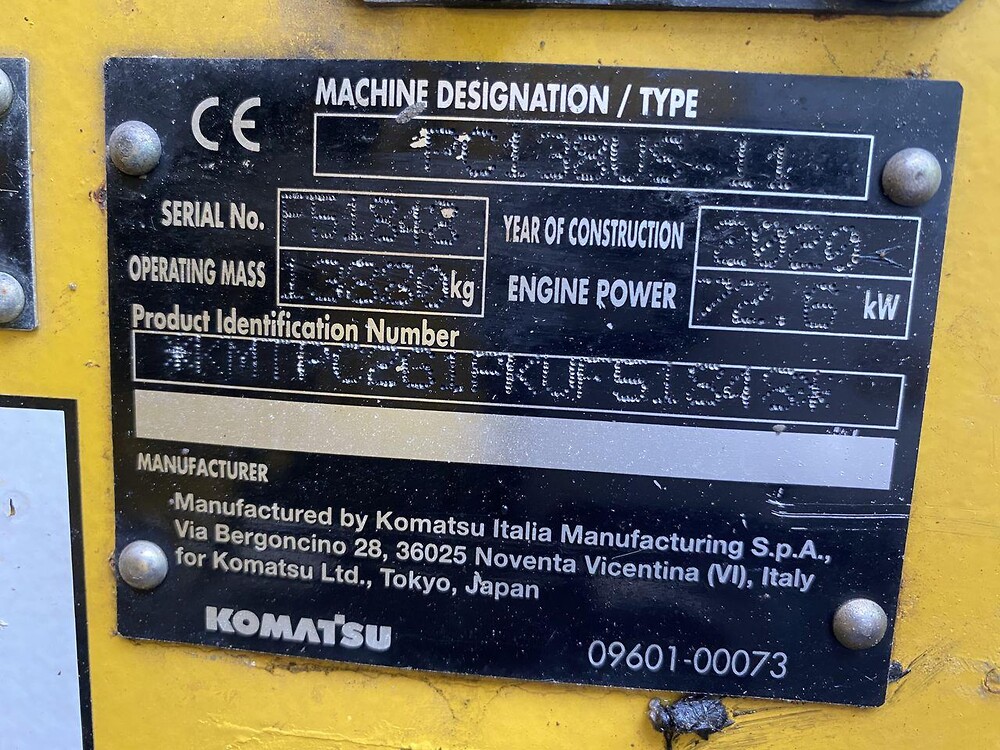 CE
MACHINE DESIGNATION / TYPE
PC138US-11
SERIAL No. F51843
YEAR OF CONSTRUCTION 2020
OPERATING MASS 13880 kg
ENGINE POWER 72.6 kW
Product Identification Number
MANUFACTURER
Manufactured by Komatsu Italia Manufacturing S.p.A.,
Via Bergoncino 28, 36025 Noventa Vicentina (VI), Italy
for Komatsu Ltd., Tokyo, Japan
KOMATSU
09601-00073